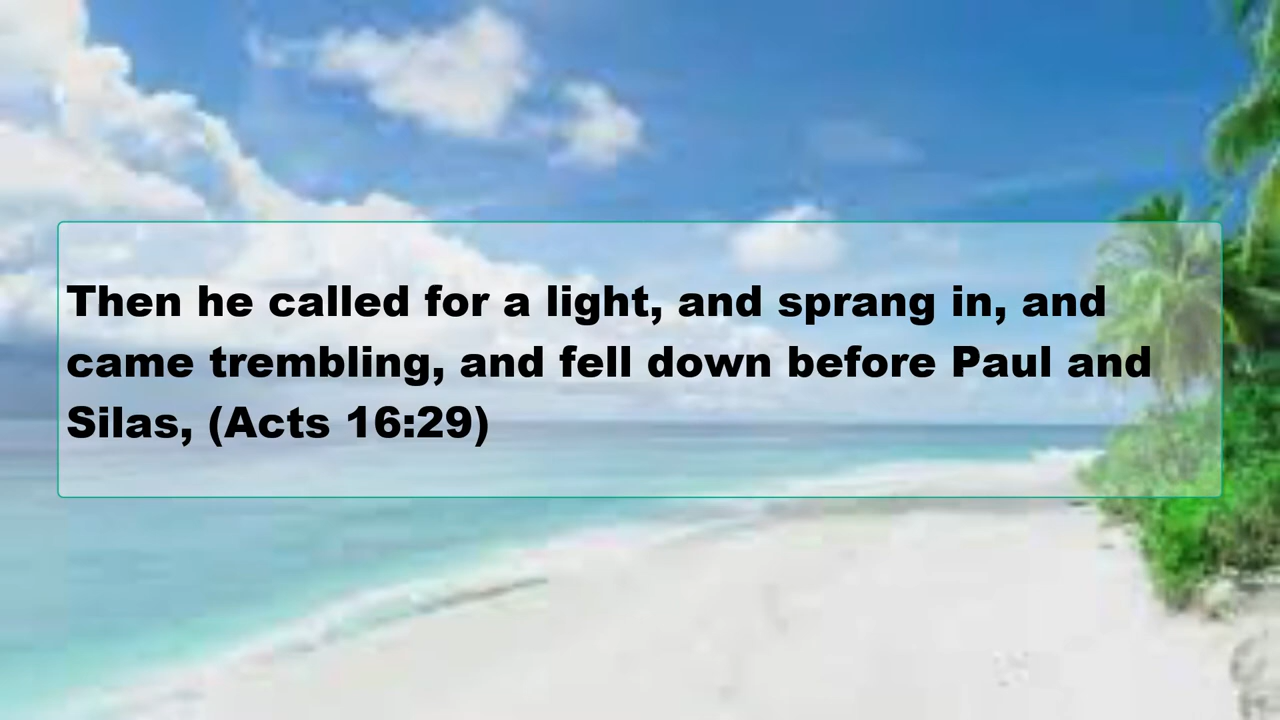 Then he called for a light, and sprang in, and
came trembling, and fell down before Paul and
Silas, (Acts 16:29)